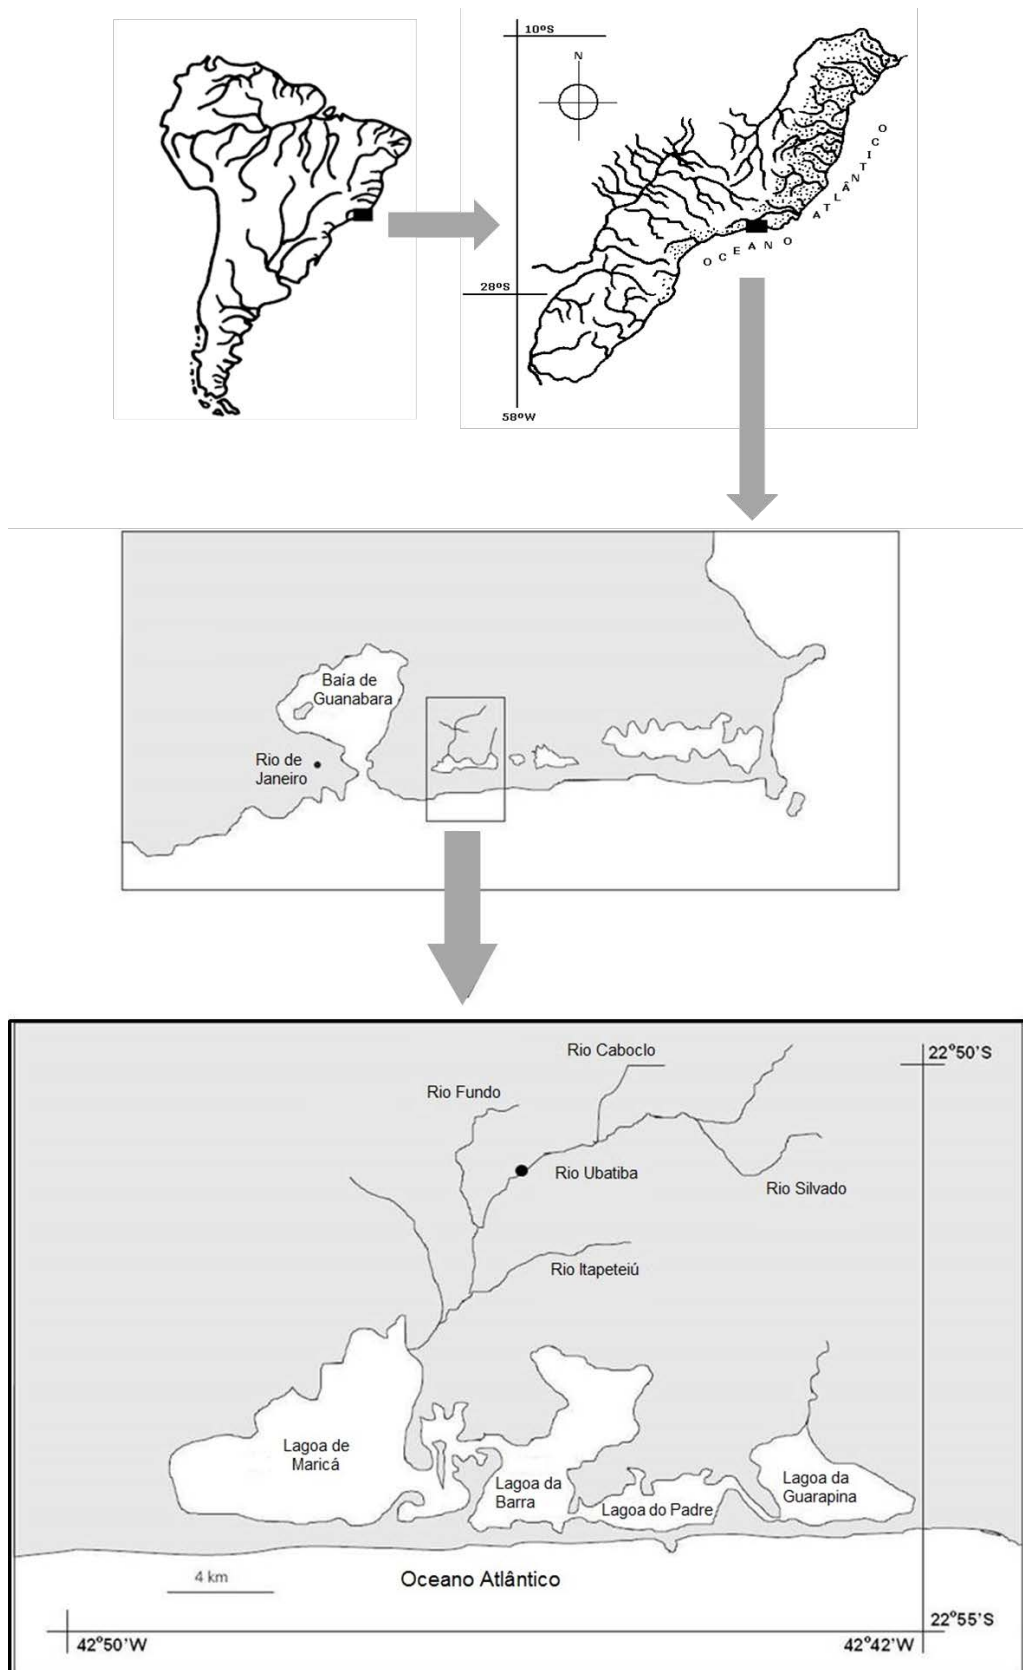 10ºS
N
OCEANO ATLÂNTICO
28ºS
58ºW
Baía de
Guanabara
Rio de
Janeiro
Rio Caboclo
22°50'S
Rio Fundo
Rio Ubatiba
Rio Silvado
Rio Itapeteiú
Lagoa de
Maricá
Lagoa da
Barra
Lagoa do Padre
Lagoa da
Guarapina
4 km
Oceano Atlântico
22°55'S
42°50'W
42°42'W